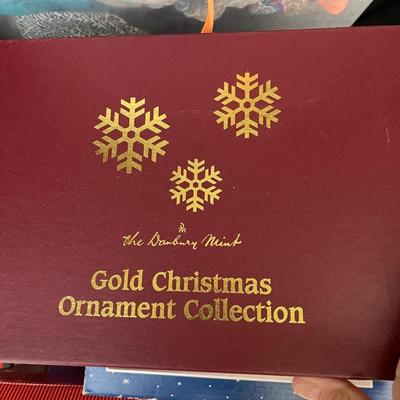 the Danbury Mint
Gold Christmas
Ornament Collection